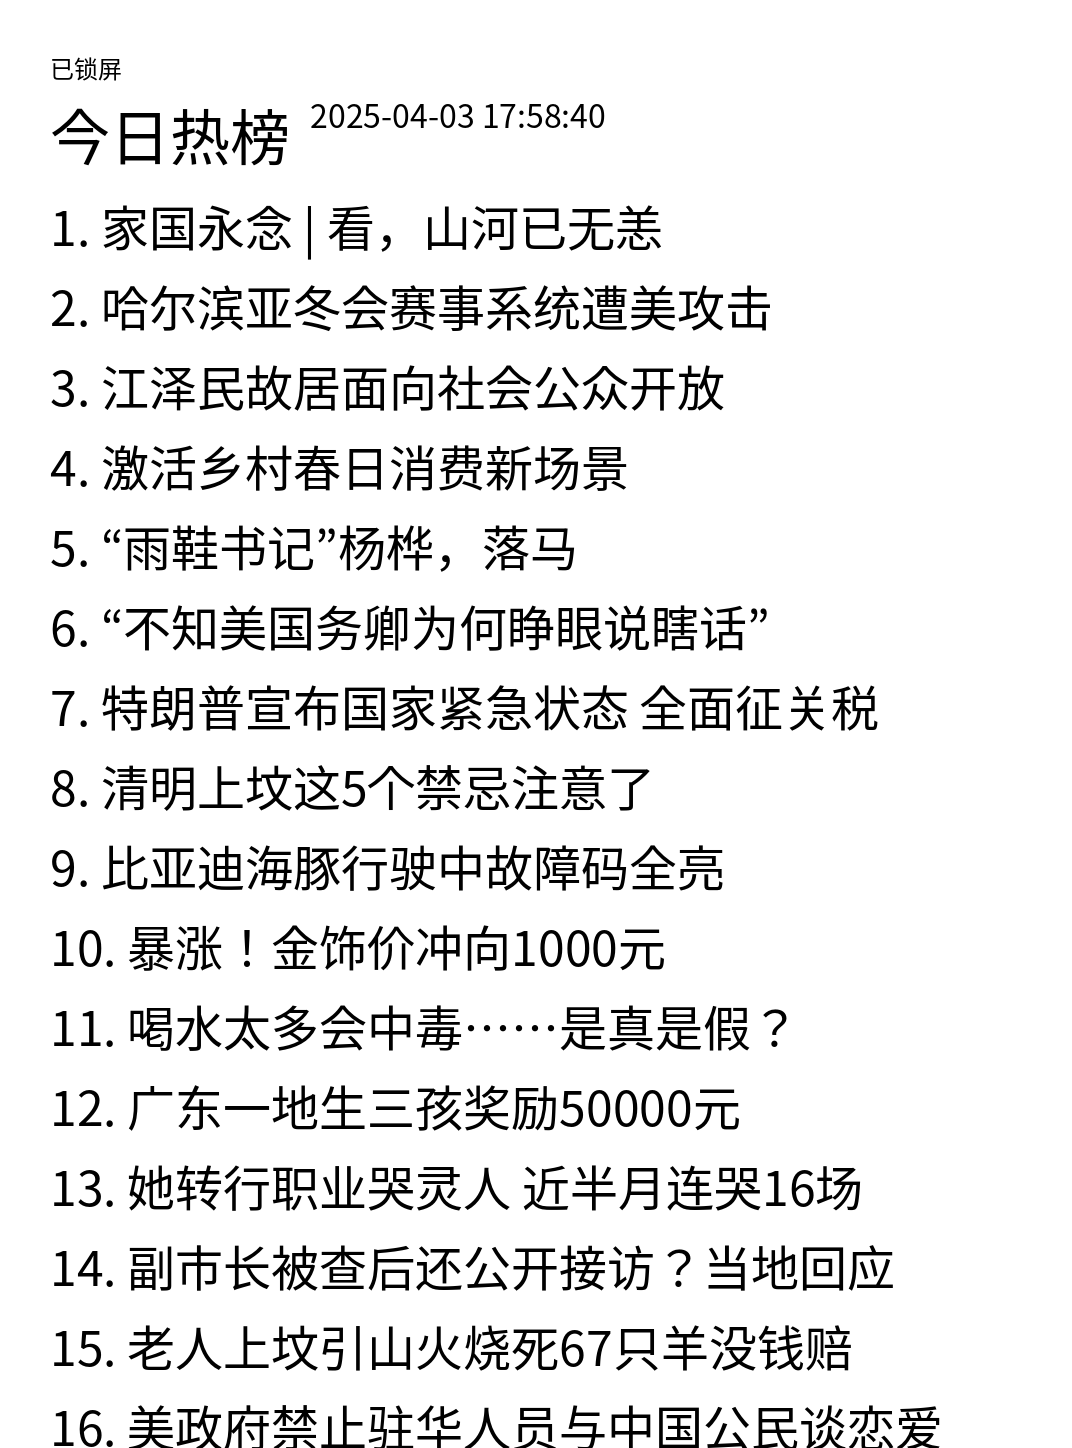 已锁屏
今日热榜 2025-04-03 17:58:40
1. 家国永念 | 看，山河已无恙
2. 哈尔滨亚冬会赛事系统遭美攻击
3. 江泽民故居面向社会公众开放
4. 激活乡村春日消费新场景
5. “雨鞋书记”杨桦，落马
6. “不知美国务卿为何睁眼说瞎话”
7. 特朗普宣布国家紧急状态 全面征关税
8. 清明上坟这5个禁忌注意了
9. 比亚迪海豚行驶中故障码全亮
10. 暴涨！金饰价冲向1000元
11. 喝水太多会中毒……是真是假？
12. 广东一地生三孩奖励50000元
13. 她转行职业哭灵人 近半月连哭16场
14. 副市长被查后还公开接访？当地回应
15. 老人上坟引山火烧死67只羊没钱赔
16. 美政府禁止驻华人员与中国公民谈恋爱